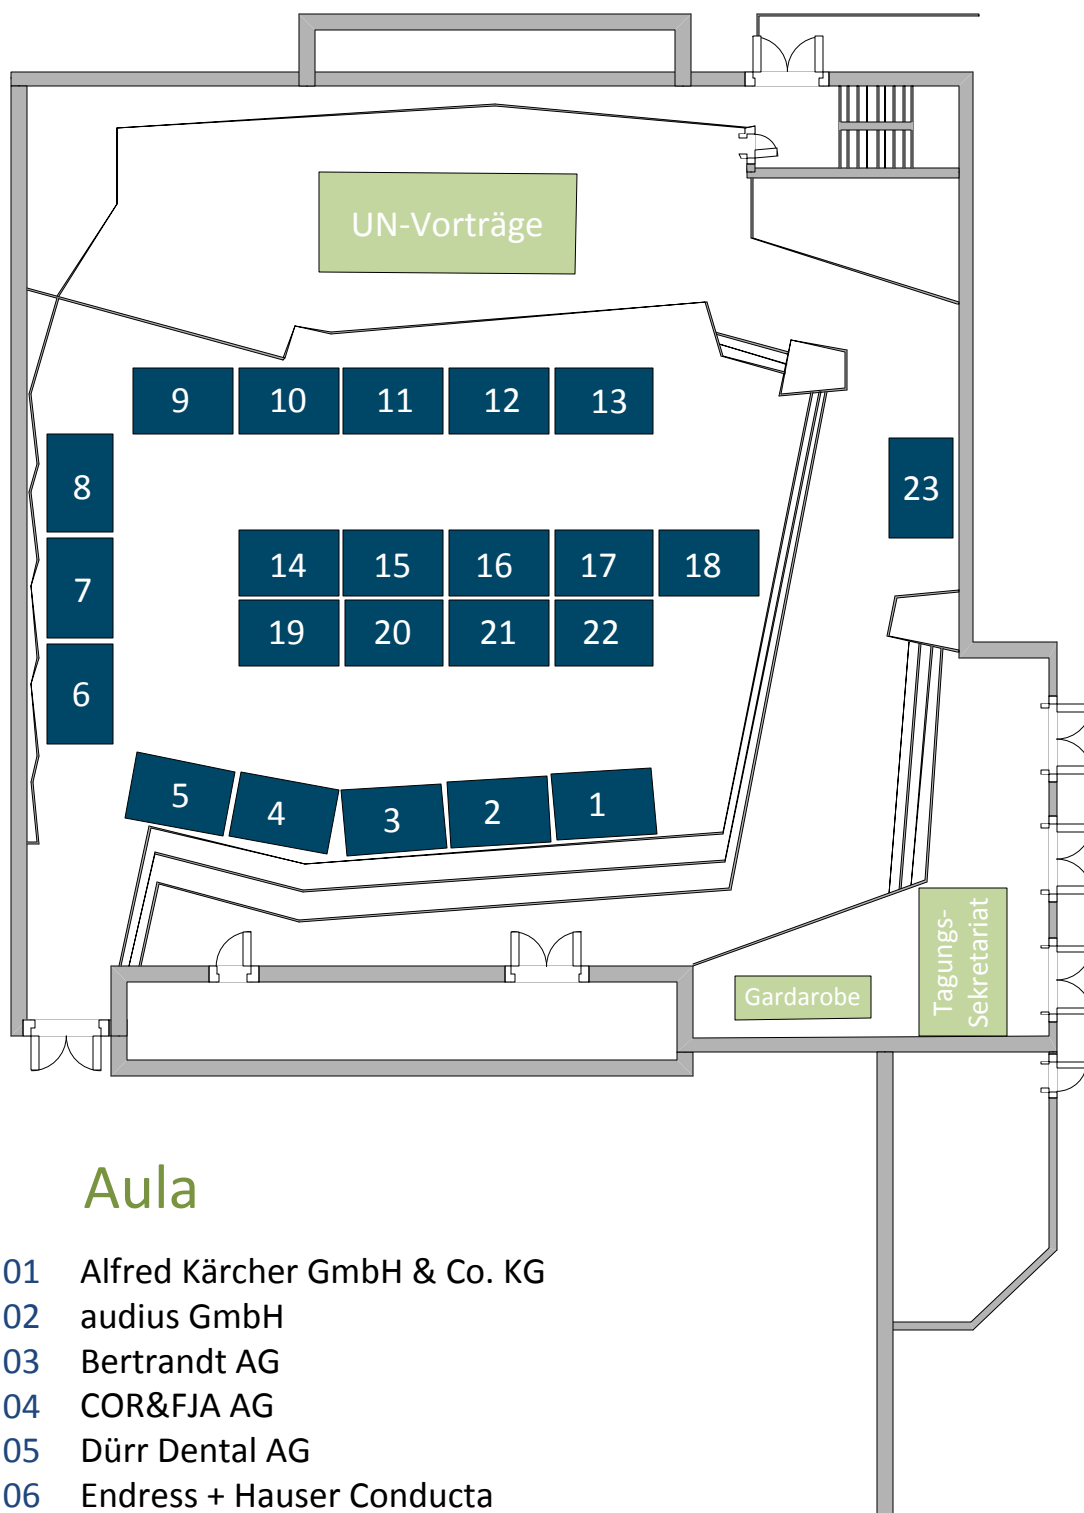 UN-Vorträge
9 10 11 12 13
8
23
7
14 15 16 17 18
19 20 21 22
6
5 4 3 2 1
Tagungs-
Sekretariat
Gardarobe
Aula
01 Alfred Kärcher GmbH & Co. KG
02 audius GmbH
03 Bertrandt AG
04 COR&FJA AG
05 Dürr Dental AG
06 Endress + Hauser Conducta